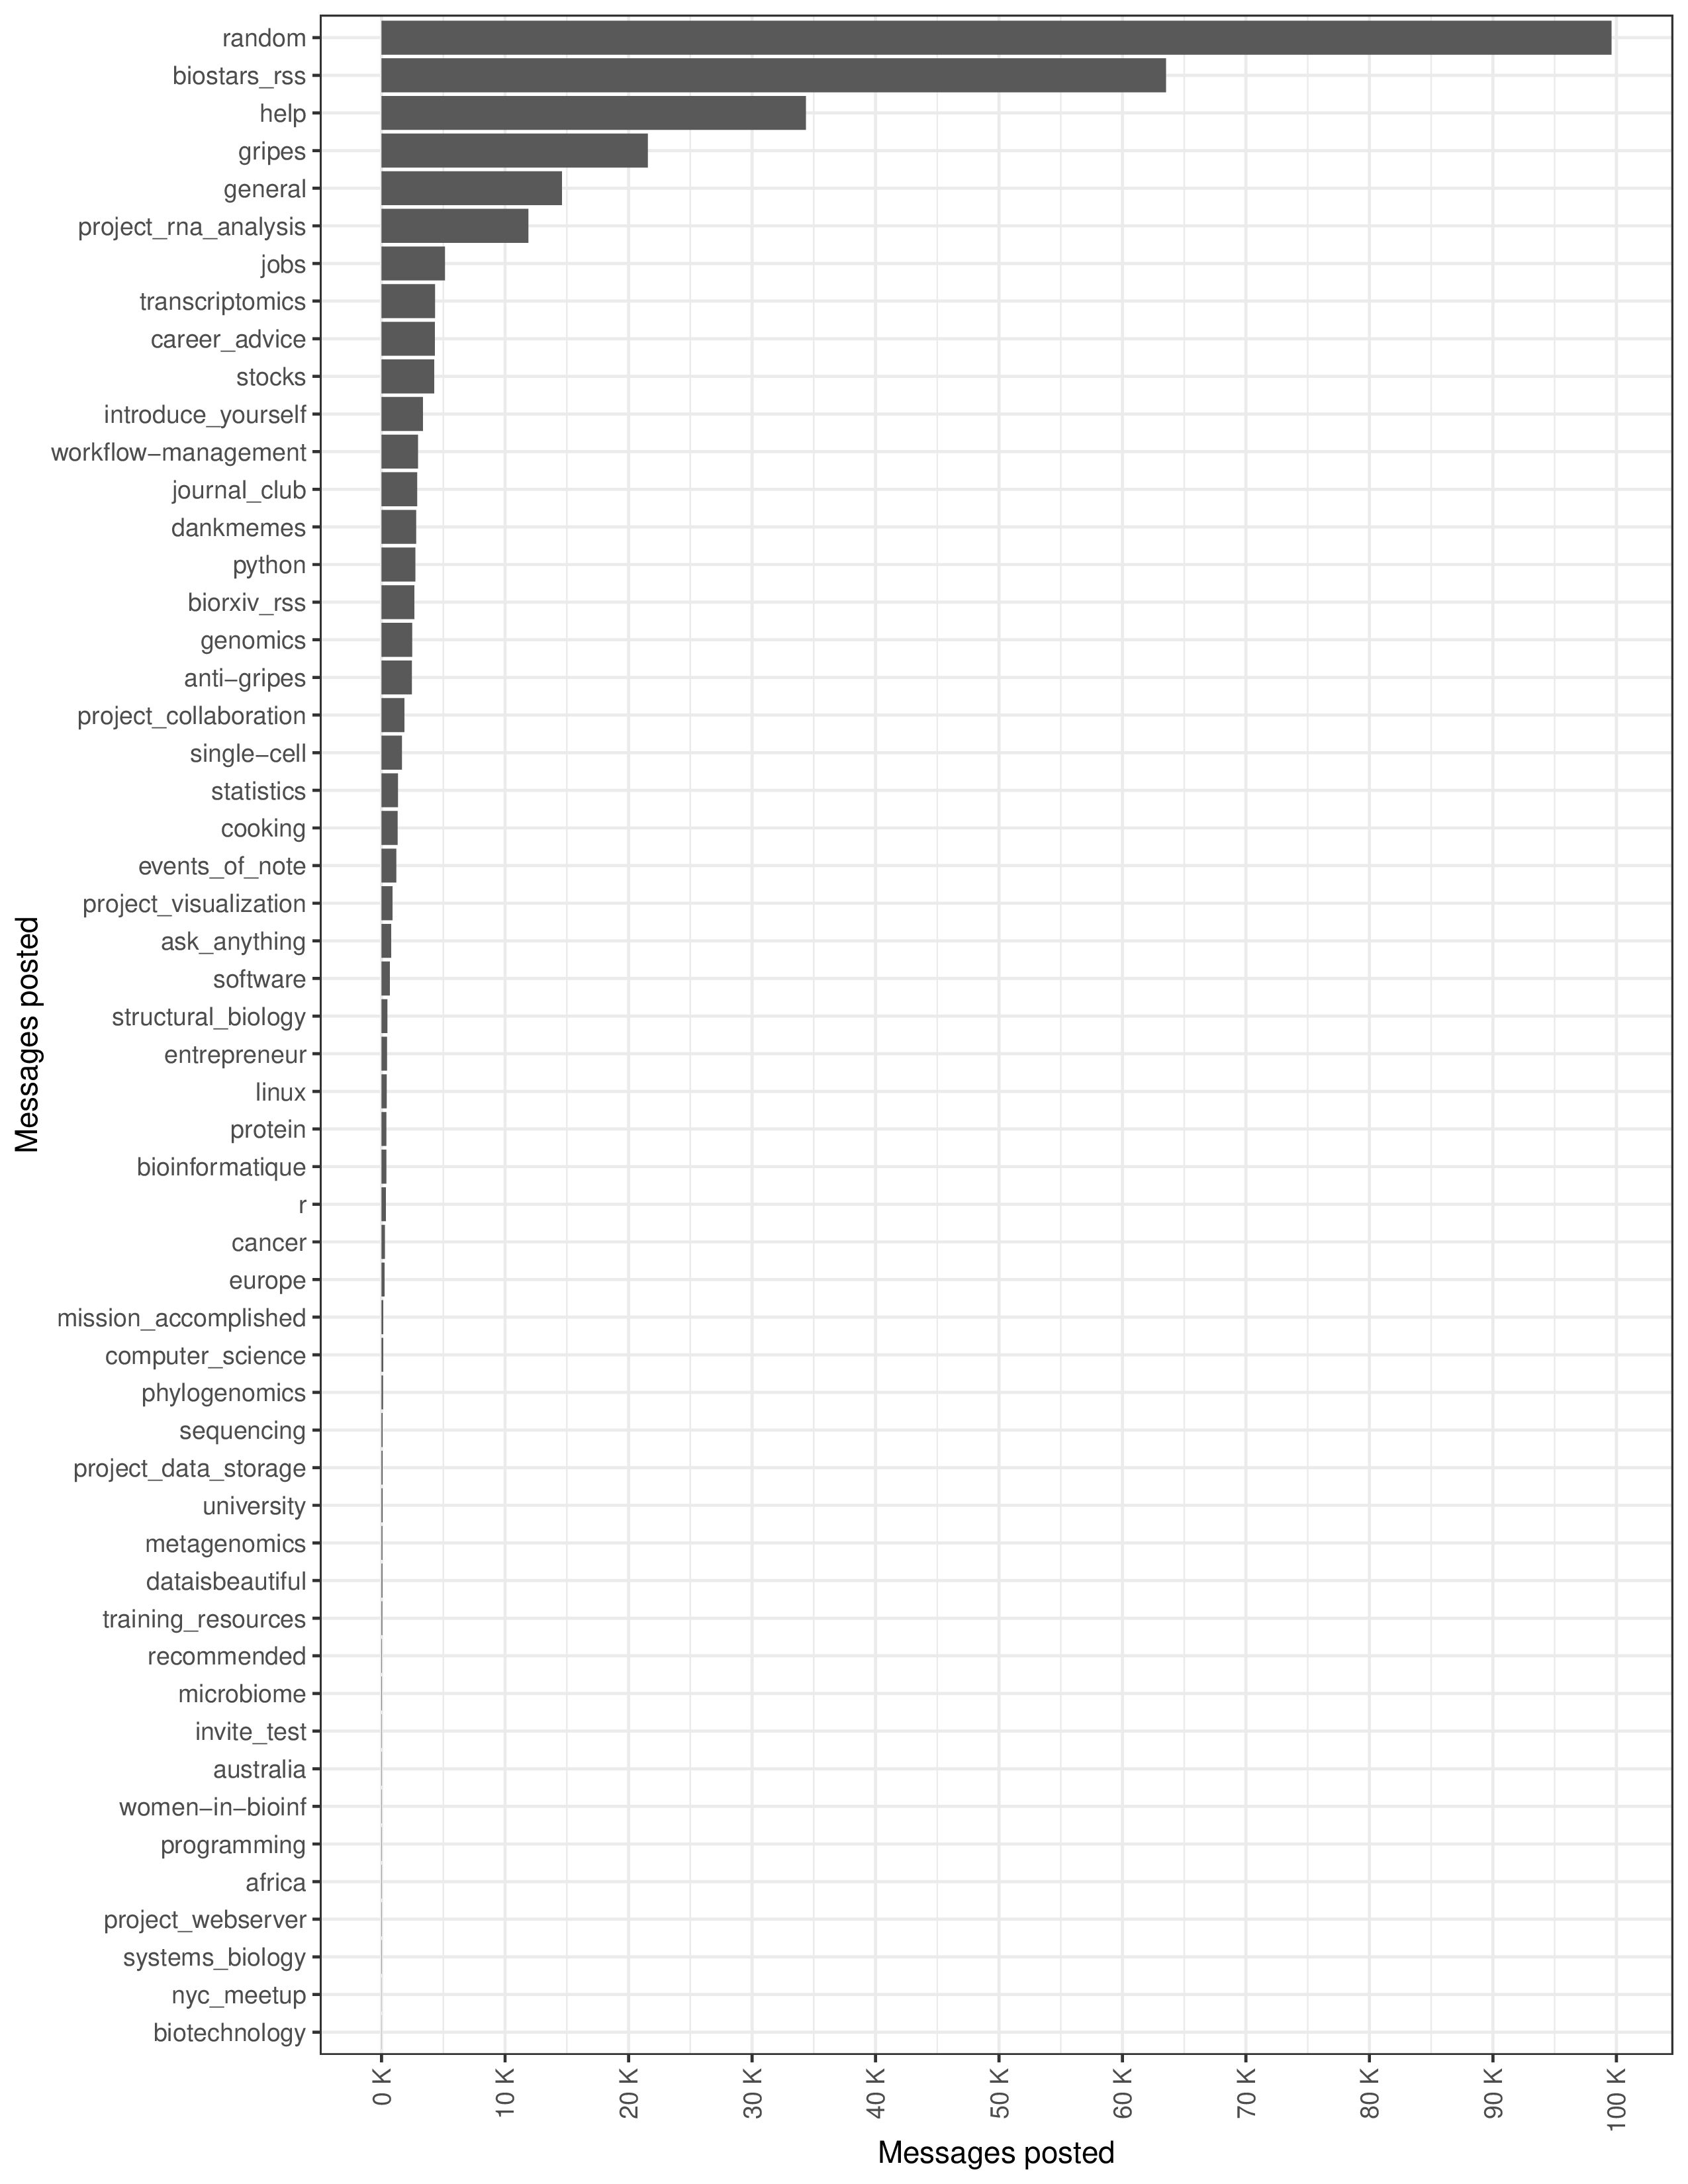 random
biostars_rss
help
gripes
general
project_rna_analysis
jobs
transcriptomics
career_advice
stocks
introduce_yourself
workflow−management
journal_club
dankmemes
python
biorxiv_rss
genomics
anti−gripes
project_collaboration
single−cell
statistics
cooking
events_of_note
project_visualization
ask_anything
software
structural_biology
entrepreneur
linux
protein
bioinformatique
r
cancer
europe
mission_accomplished
computer_science
phylogenomics
sequencing
project_data_storage
university
metagenomics
dataisbeautiful
training_resources
recommended
microbiome
invite_test
australia
women−in−bioinf
programming
africa
project_webserver
systems_biology
nyc_meetup
biotechnology
Messages posted
0 K
10 K
20 K
30 K
40 K
50 K
60 K
70 K
80 K
90 K
100 K
Messages posted